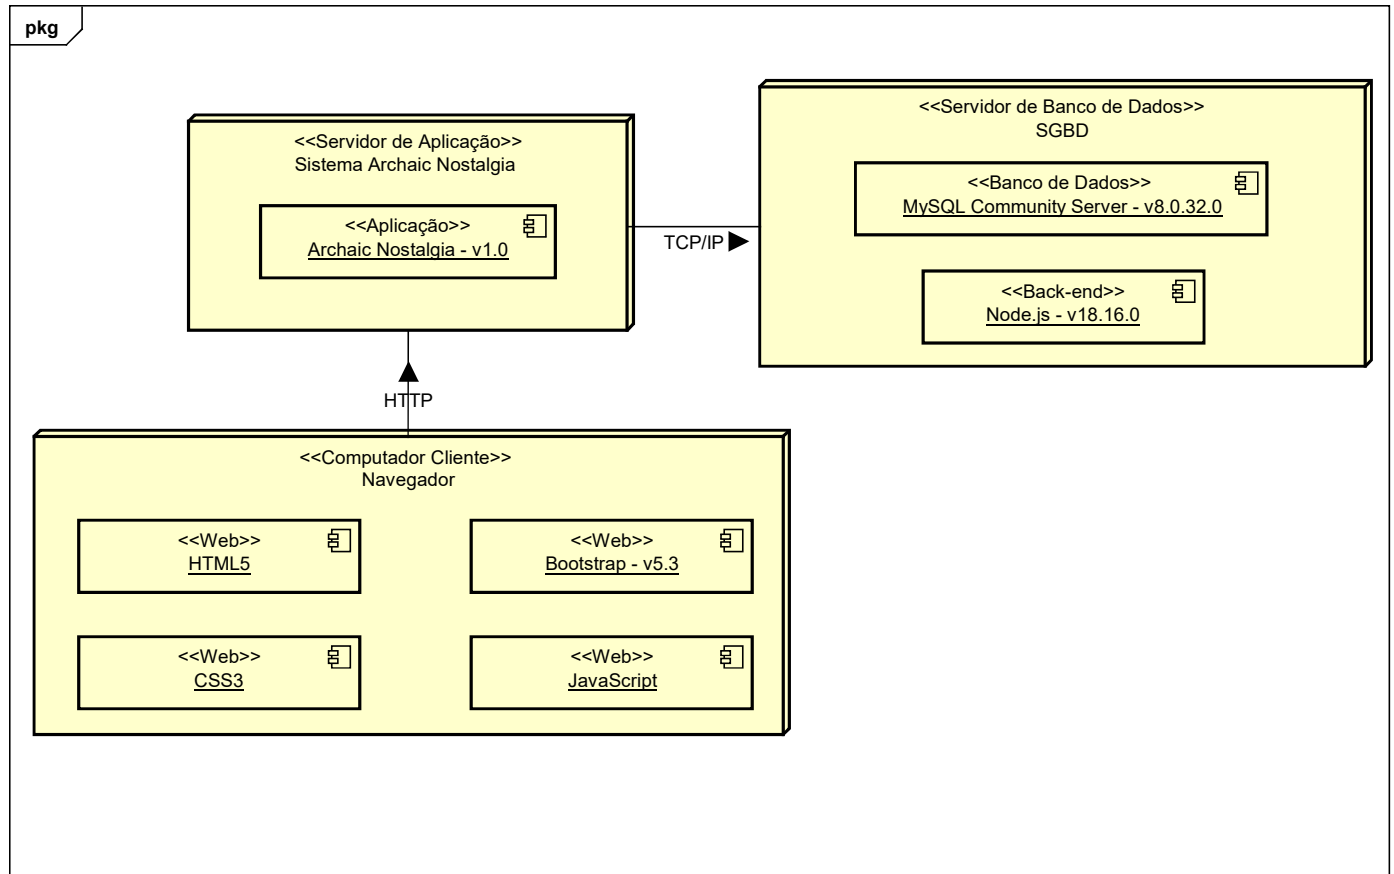 pkg
<<Servidor de Aplicação>>
Sistema Archaic Nostalgia
<<Aplicação>>
Archaic Nostalgia - v1.0
TCP/IP
<<Servidor de Banco de Dados>>
SGBD
<<Banco de Dados>>
MySQL Community Server - v8.0.32.0
<<Back-end>>
Node.js - v18.16.0
HTTP
<<Computador Cliente>>
Navegador
<<Web>>
HTML5
<<Web>>
Bootstrap - v5.3
<<Web>>
CSS3
<<Web>>
JavaScript